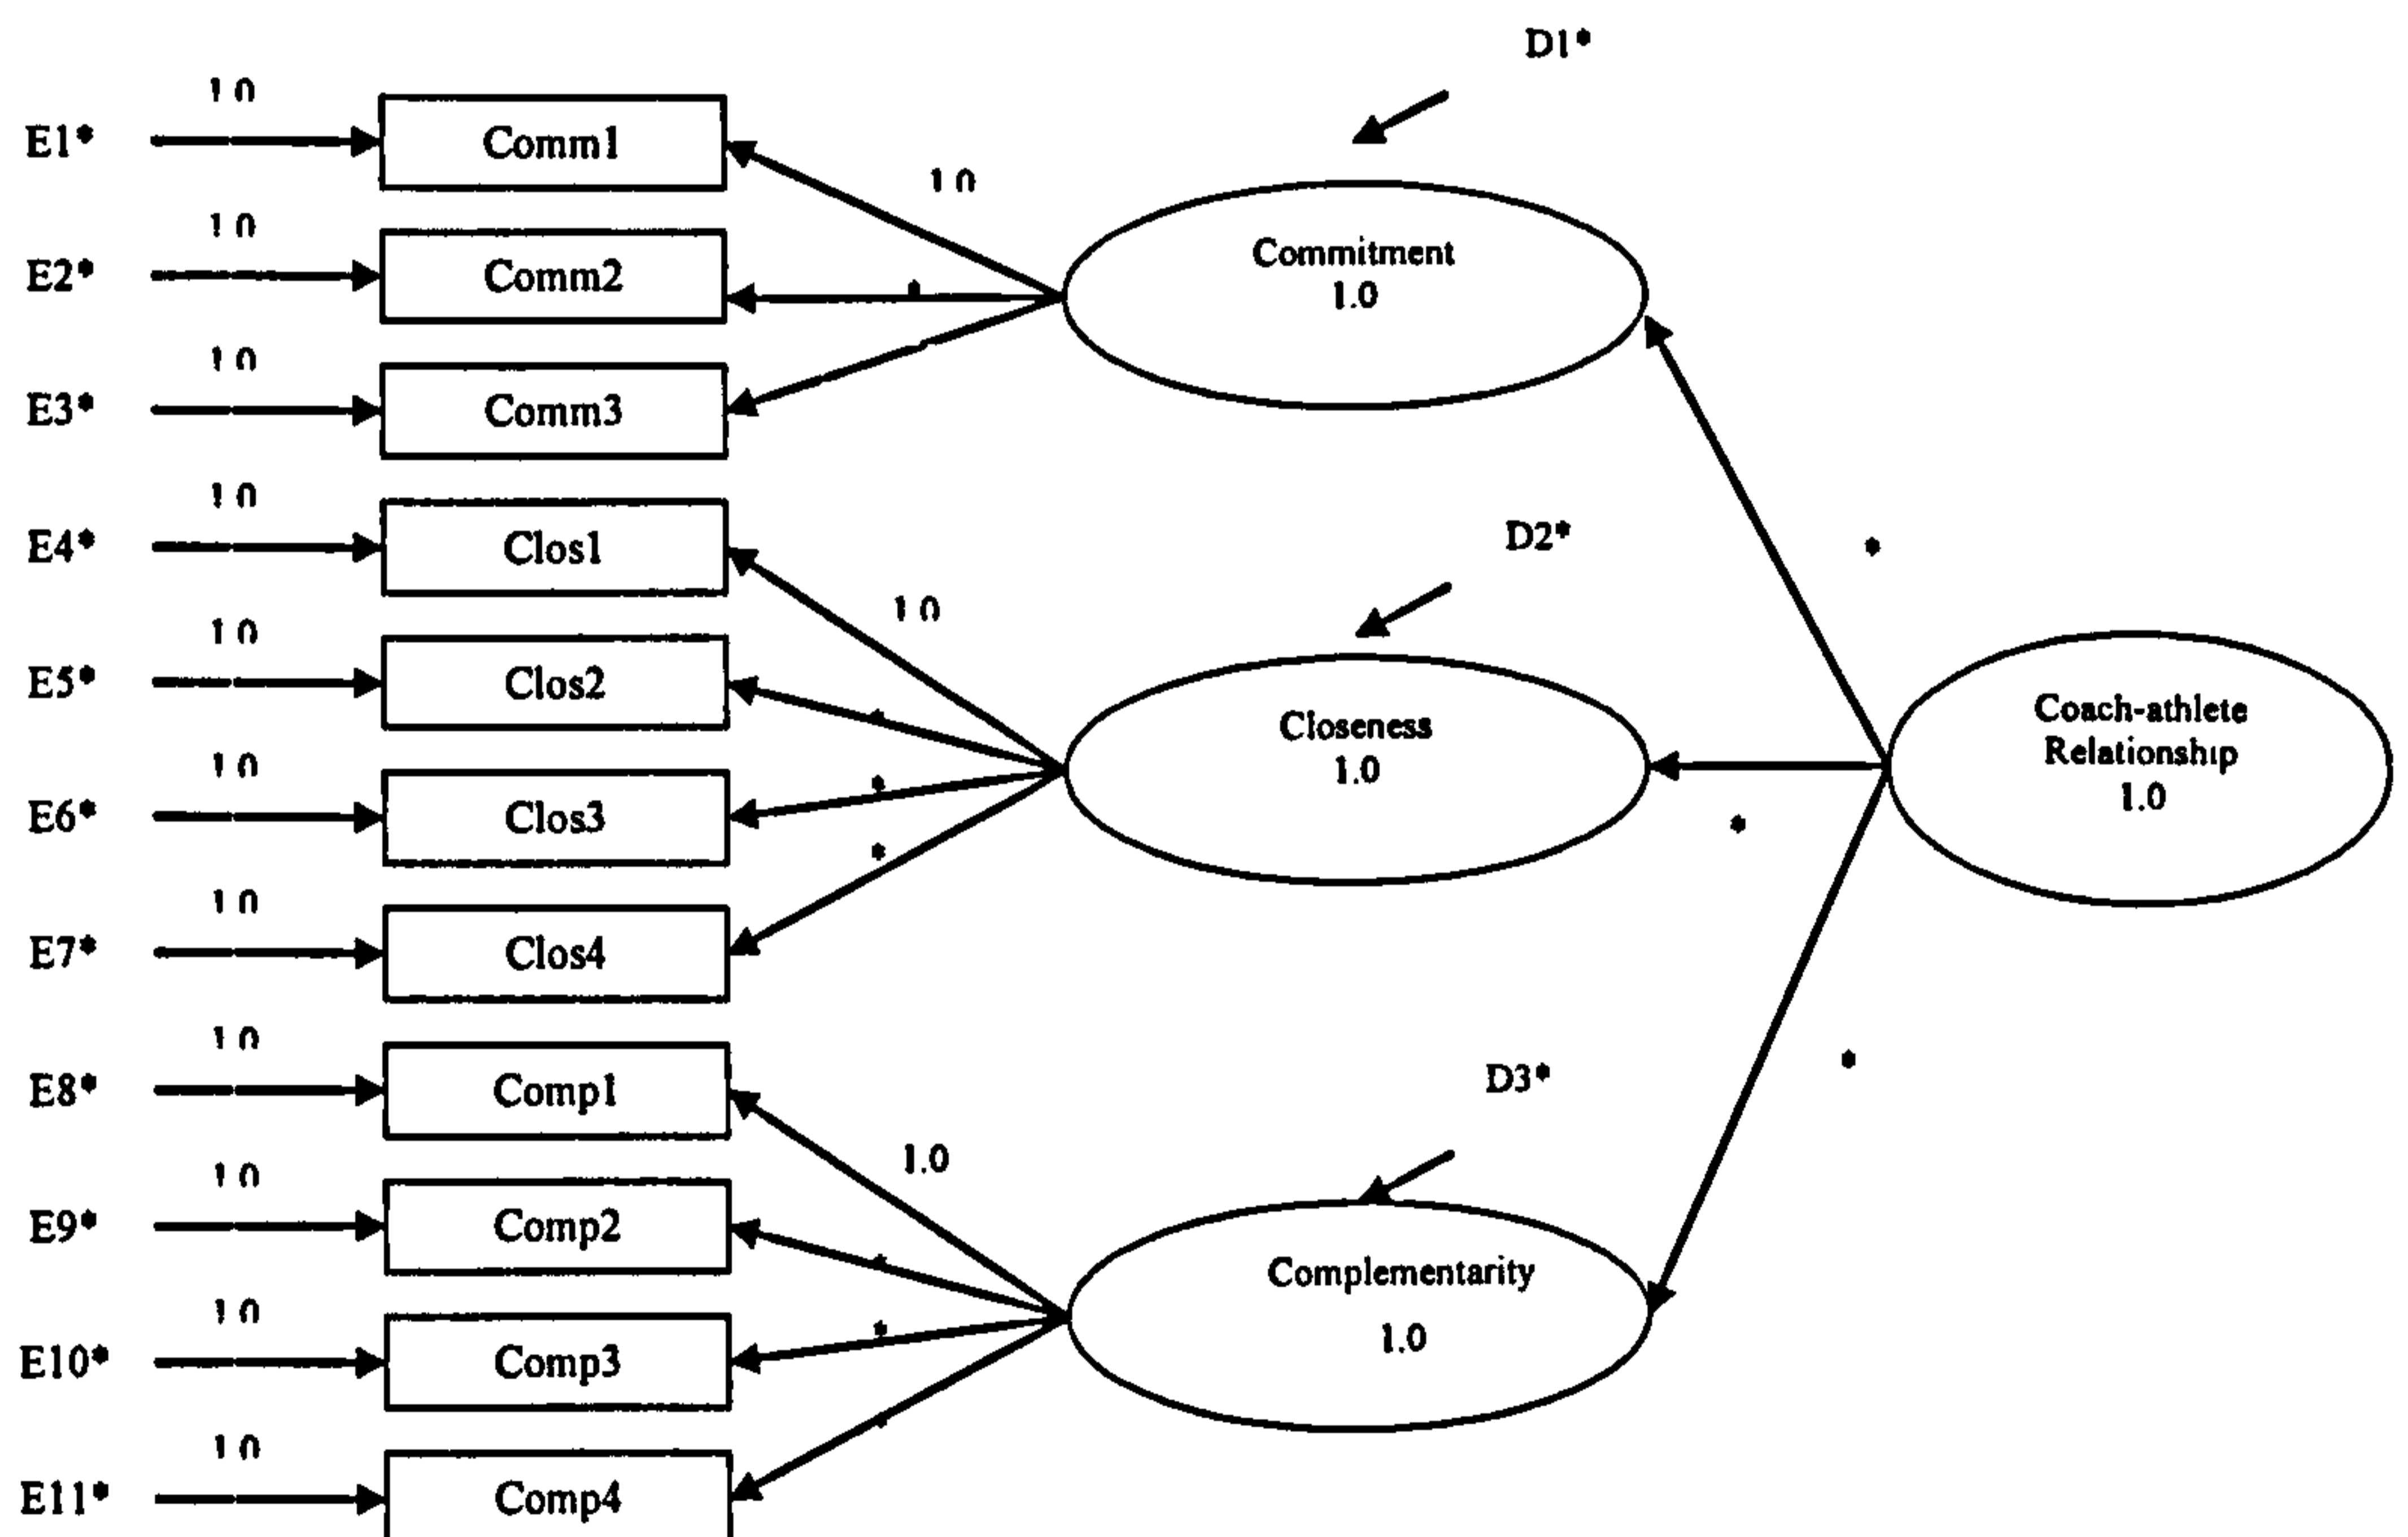 D1*
1.0
E1*
Comm1
1.0
1.0
E2*
Comm2
*
Commitment
1.0
1.0
E3*
Comm3
1.0
E4*
Clos1
D2*
*
1.0
1.0
E5*
Clos2
*
Closeness
1.0
Coach-athlete
Relationship
1.0
1.0
E6*
Clos3
*
*
*
1.0
E7*
Clos4
1.0
E8*
Comp1
D3*
*
1.0
1.0
E9*
Comp2
*
Complementarity
1.0
1.0
E10*
Comp3
*
1.0
E11*
Comp4